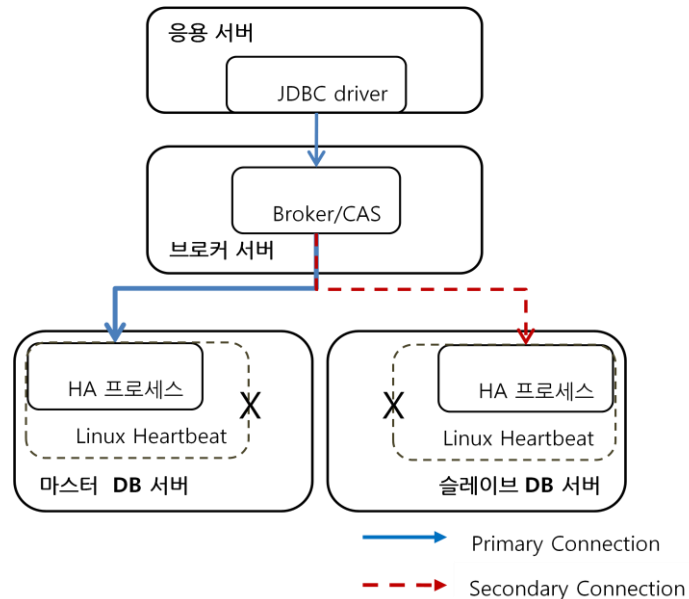 응용 서버
JDBC driver
Broker/CAS
브로커 서버
HA 프로세스
X
Linux Heartbeat
마스터 DB 서버
HA 프로세스
X
Linux Heartbeat
슬레이브 DB 서버
Primary Connection
Secondary Connection